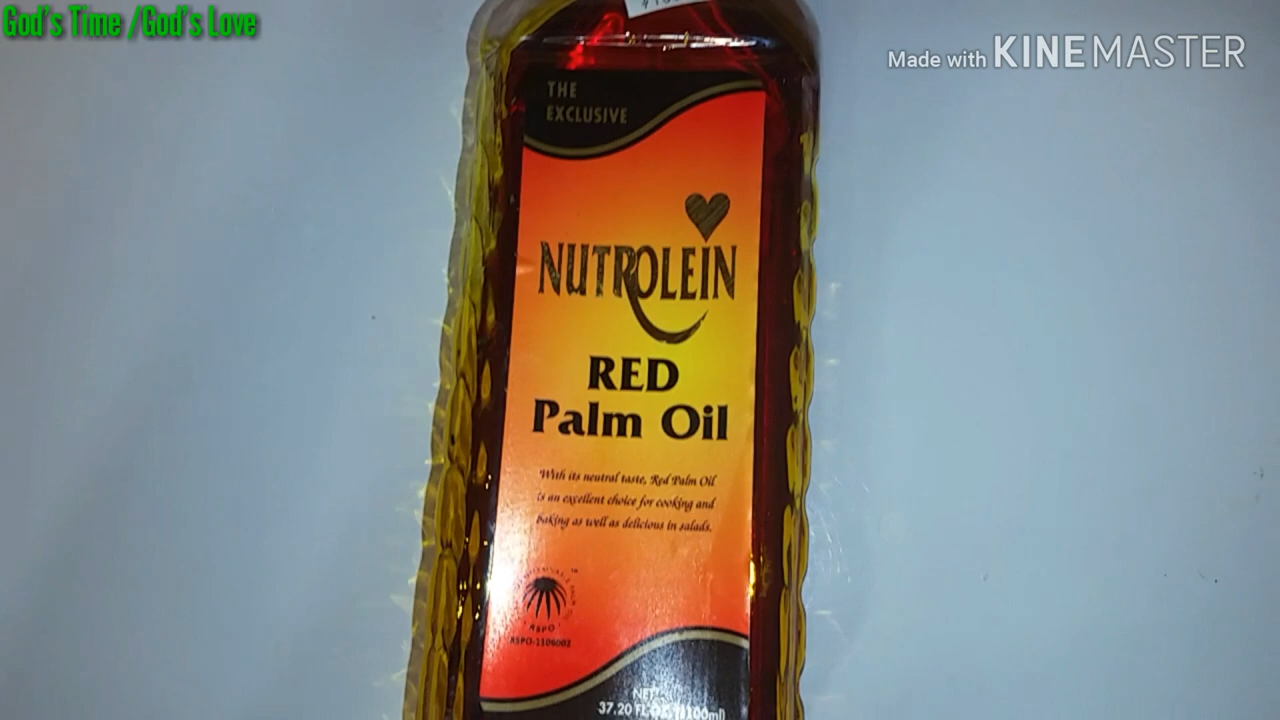 God's Time /God's Love
Made with KINEMASTER
THE
EXCLUSIVE
NUTROLEIN
RED
Palm Oil
With its neutral taste, Red Palm Oil
is an excellent choice for cooking and
baking as well as delicious in salads.
RSPO
RSPO-1106002
NET
37.20 FL.OZ. (1100ml)